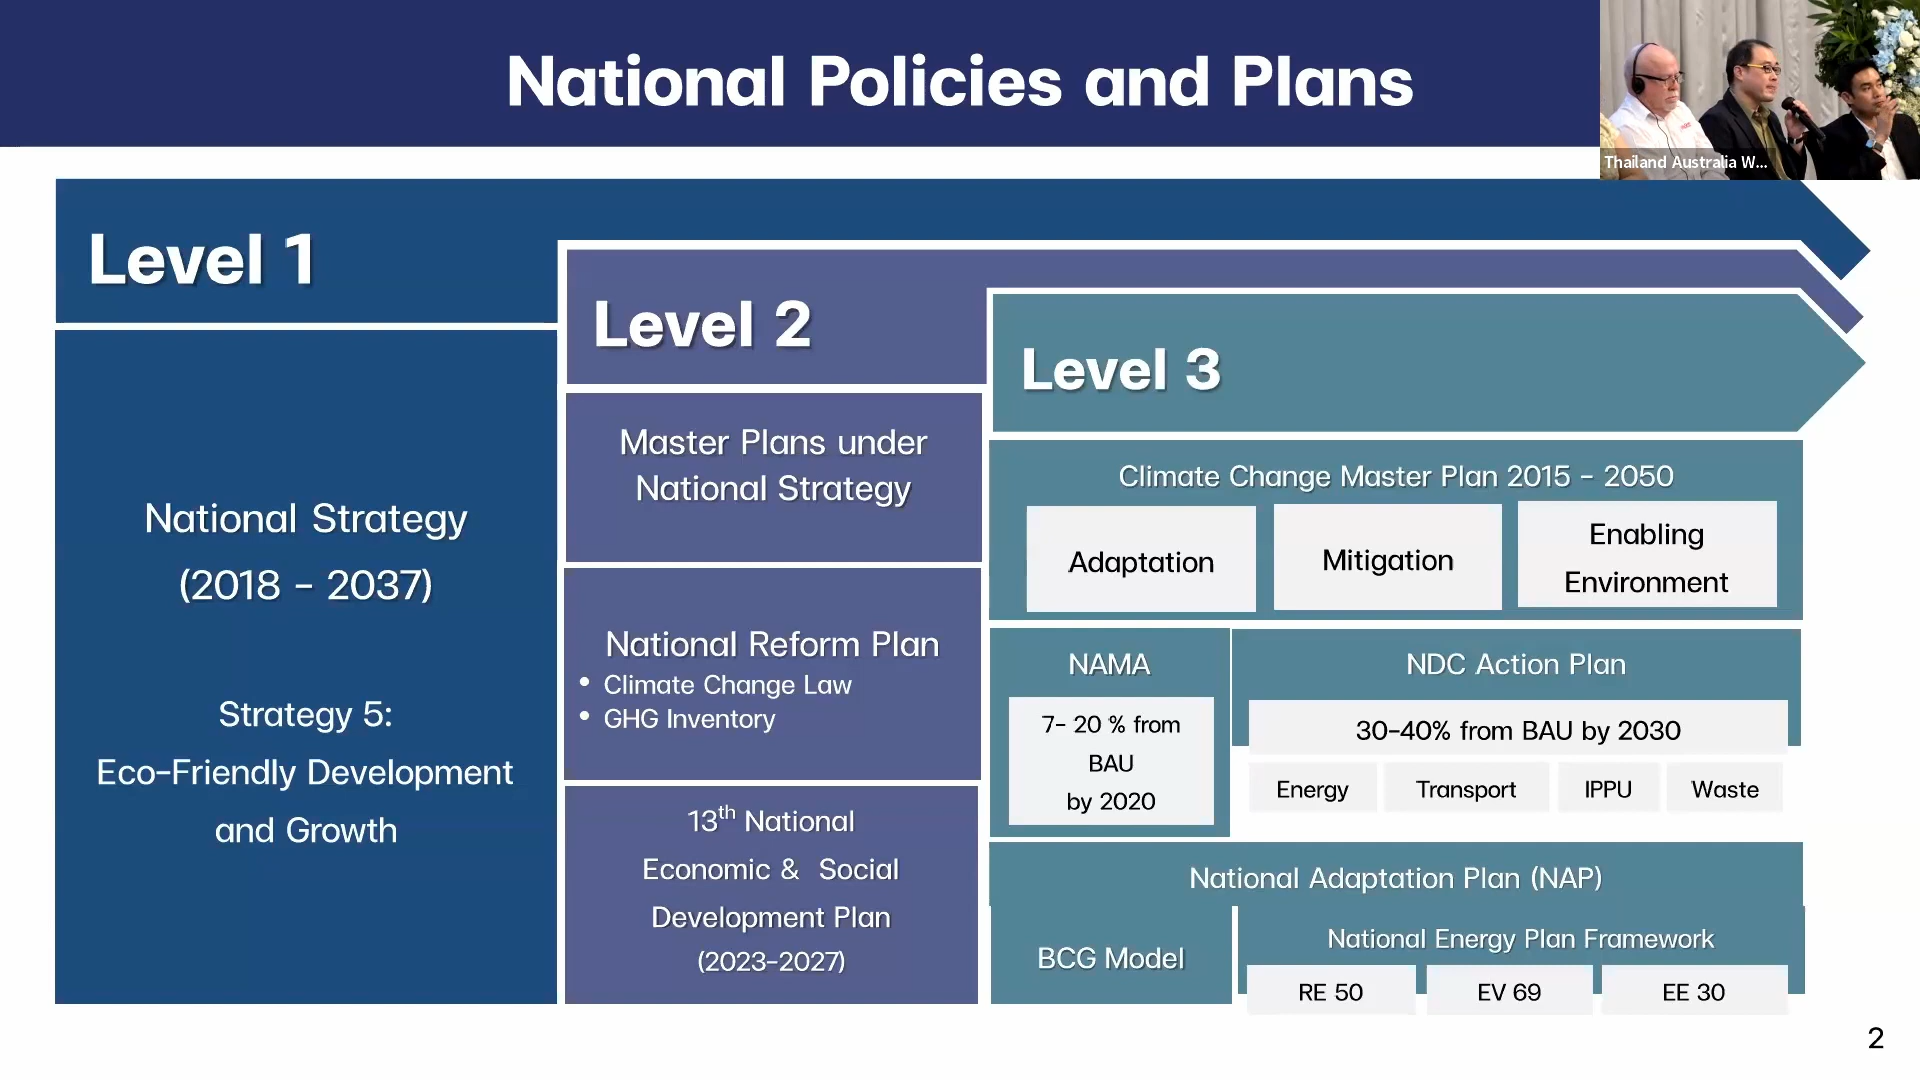 National Policies and Plans
Thailand Australia W...
Level 1
National Strategy
(2018 - 2037)
Strategy 5:
Eco-Friendly Development
and Growth
Level 2
Master Plans under
National Strategy
National Reform Plan
• Climate Change Law
• GHG Inventory
13th National
Economic & Social
Development Plan
(2023-2027)
Level 3
Climate Change Master Plan 2015 - 2050
Adaptation
Mitigation
Enabling
Environment
NAMA
7- 20 % from
BAU
by 2020
NDC Action Plan
30-40% from BAU by 2030
Energy
Transport
IPPU
Waste
National Adaptation Plan (NAP)
BCG Model
National Energy Plan Framework
RE 50
EV 69
EE 30
2